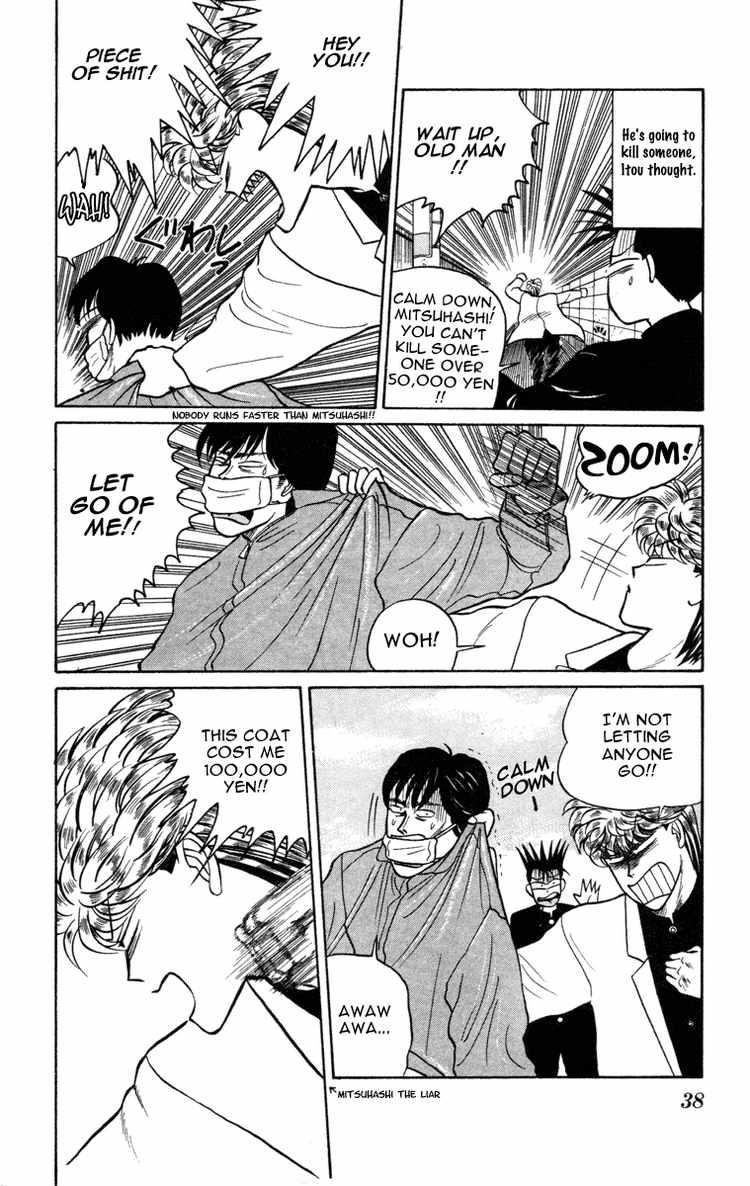 He's going to
kill someone,
Itou thought.
WAIT UP,
OLD MAN
!!
CALM DOWN,
MITSUHASHI!
YOU CAN'T
KILL SOME-
ONE OVER
50,000 YEN
!!
HEY
YOU!!
PIECE
OF SHIT!
WAH!
ぐわしっ
NOBODY RUNS FASTER THAN MITSUHASHI!!
ZOOM!
LET
GO OF
ME!!
WOH!
I'M NOT
LETTING
ANYONE
GO!!
CALM
DOWN
AWAW
AWA...
THIS COAT
COST ME
100,000
YEN!!
MITSUHASHI THE LIAR
38